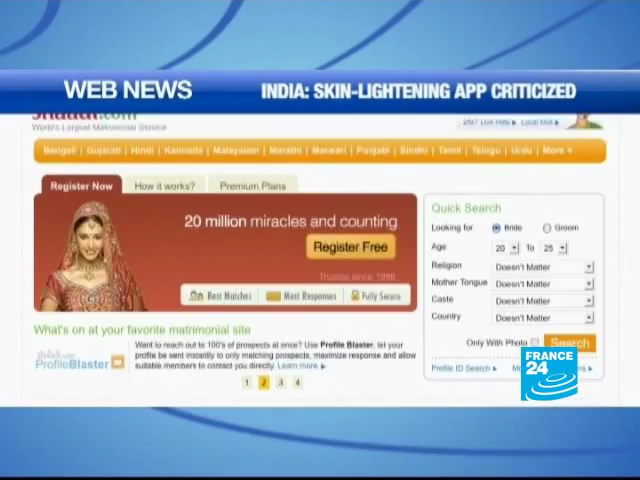 WEB NEWS
INDIA: SKIN-LIGHTENING APP CRITICIZED
World's Largest Matrimonial Service
24x7 Live Help
Bengali | Gujarati | Hindi | Kannada | Malayalam | Marathi | Marwari | Punjabi | Sindhi | Tamil | Telugu | Urdu | More
Register Now
How it works?
Premium Plans
20 million miracles and counting
Register Free
Trusted since 1996
Best Matches
Most Responses
Fully Secure
Quick Search
Looking for Bride Groom
Age 20 To 25
Religion Doesn't Matter
Mother Tongue Doesn't Matter
Caste Doesn't Matter
Country Doesn't Matter
Only With Photo Search
Profile ID Search
What's on at your favorite matrimonial site
shaadi.com
ProfileBlaster
Want to reach out to 100's of prospects at once? Use Profile Blaster, let your
profile be sent instantly to only matching prospects, maximize response and allow
suitable members to contact you directly. Learn more
1 2 3 4
FRANCE
24